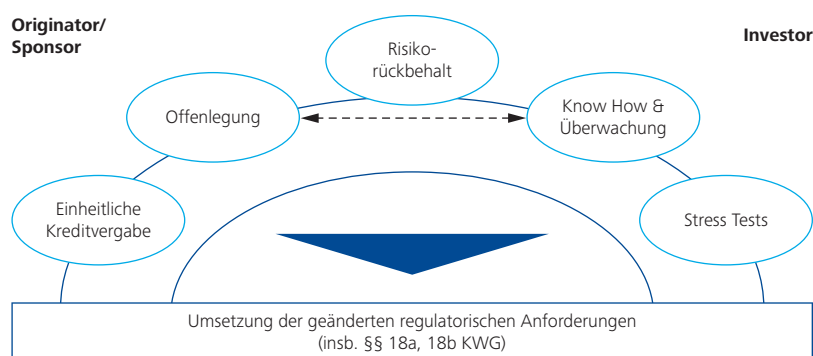 Originator/
Sponsor
Investor
Risiko-
rückbehalt
Offenlegung
Know How &
Überwachung
Einheitliche
Kreditvergabe
Stress Tests
Umsetzung der geänderten regulatorischen Anforderungen
(insb. §§ 18a, 18b KWG)